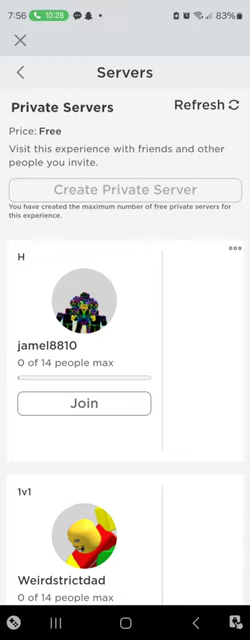 7:56 10:28 83%
Servers
Private Servers Refresh
Price: Free
Visit this experience with friends and other
people you invite.
Create Private Server
You have created the maximum number of free private servers for
this experience.
H
jamel8810
0 of 14 people max
Join
1v1
Weirdstrictdad
0 of 14 people max